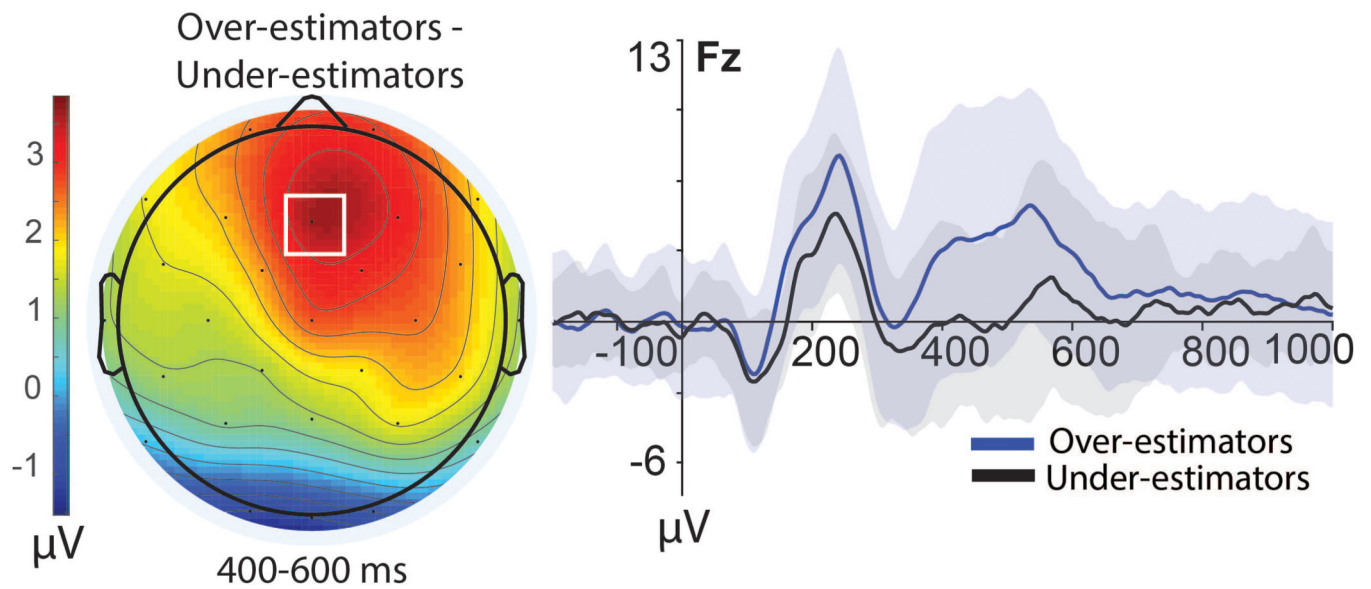 Over-estimators -
Under-estimators
3
2
1
0
-1
µV
400-600 ms
13
Fz
-100
200
400
600
800
1000
-6
µV
Over-estimators
Under-estimators